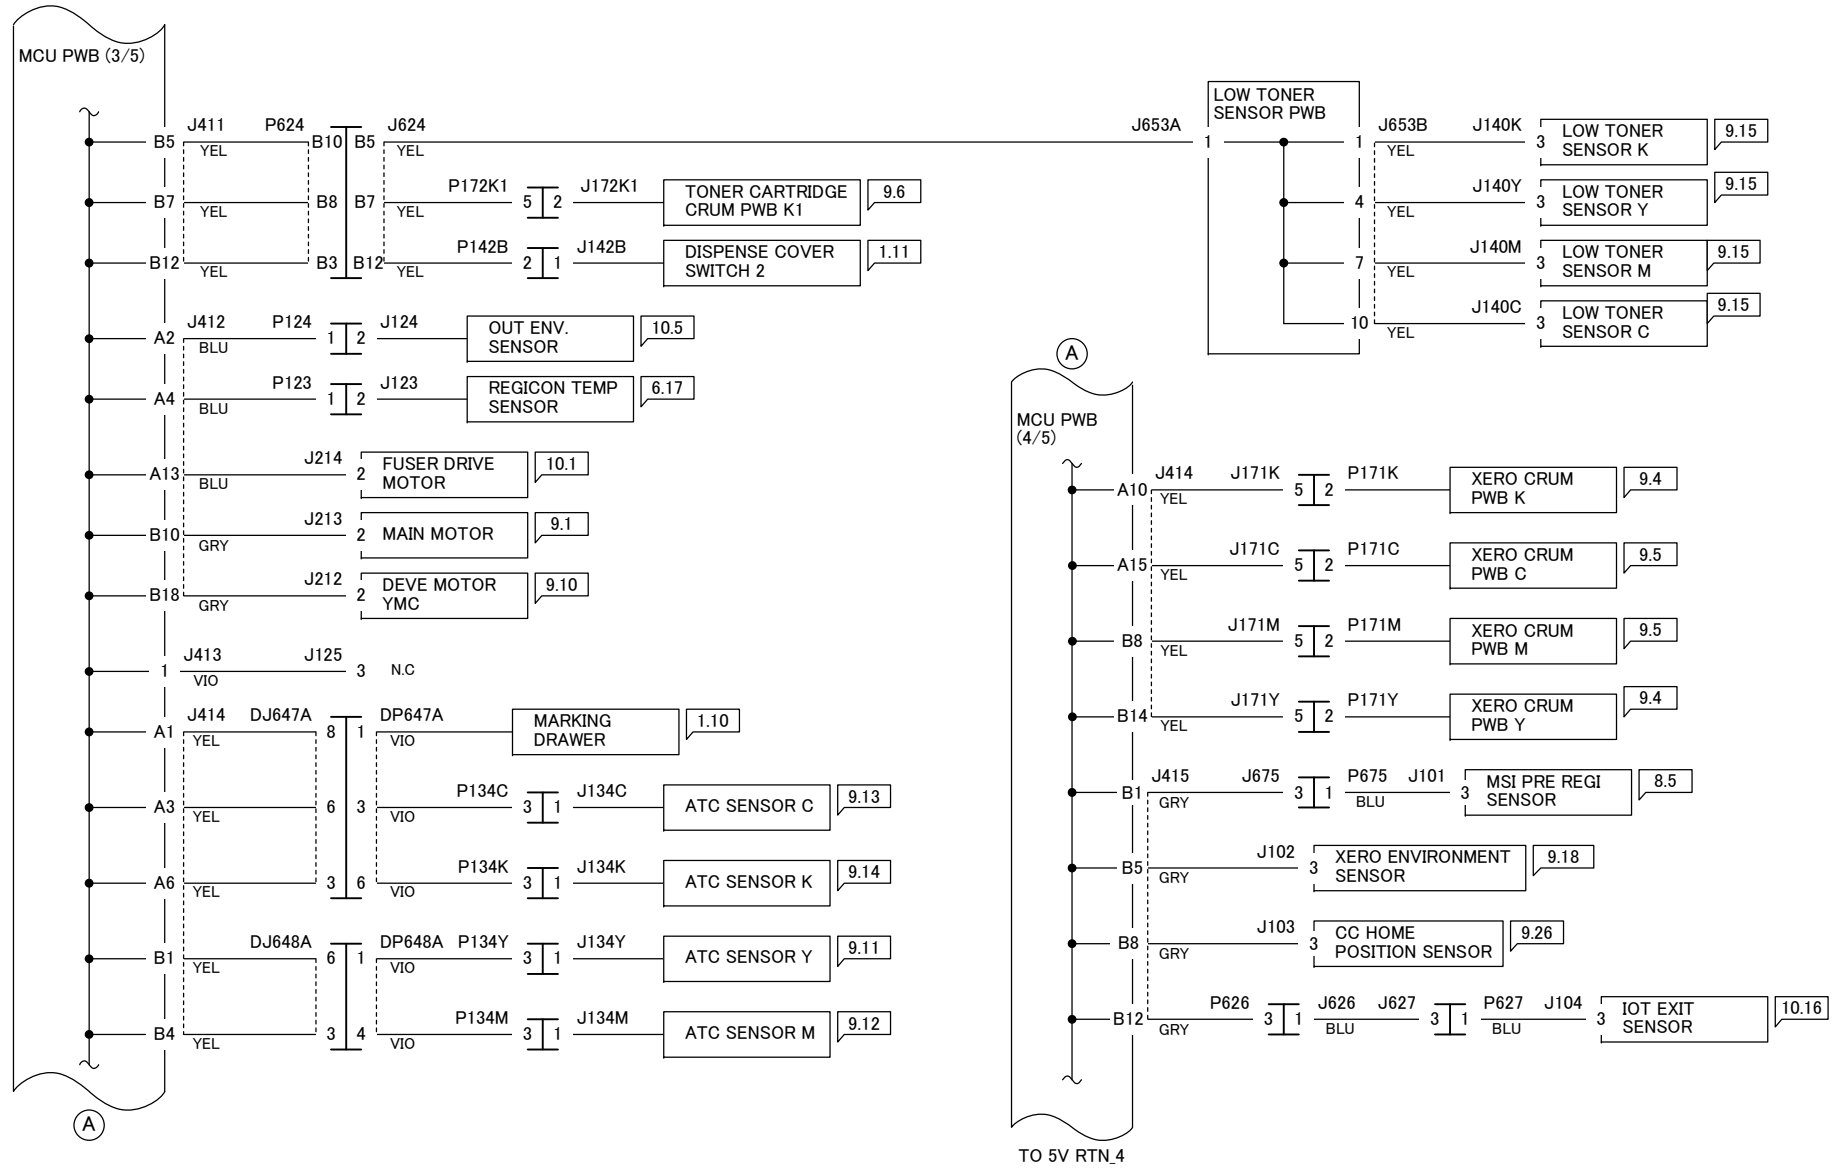 MCU PWB (3/5)
B5 J411 YEL P624 B10 B5 J624 YEL J653A 1
LOW TONER
SENSOR PWB
1 J653B YEL J140K 3 LOW TONER
SENSOR K
9.15
B7 YEL B8 B7 YEL P172K1 5 2 J172K1 TONER CARTRIDGE
CRUM PWB K1
9.6
4 YEL J140Y 3 LOW TONER
SENSOR Y
9.15
B12 YEL B3 B12 YEL P142B 2 1 J142B DISPENSE COVER
SWITCH 2
1.11
7 YEL J140M 3 LOW TONER
SENSOR M
9.15
10 YEL J140C 3 LOW TONER
SENSOR C
9.15
A2 J412 BLU P124 1 2 J124 OUT ENV.
SENSOR
10.5
A4 BLU P123 1 2 J123 REGICON TEMP
SENSOR
6.17
A13 BLU J214 2 FUSER DRIVE
MOTOR
10.1
B10 GRY J213 2 MAIN MOTOR 9.1
B18 GRY J212 2 DEVE MOTOR
YMC
9.10
1 J413 VIO J125 3 N.C
A1 J414 YEL DJ647A 8 1 DP647A VIO MARKING
DRAWER
1.10
A3 YEL 6 3 VIO P134C 3 1 J134C ATC SENSOR C 9.13
A6 YEL 3 6 VIO P134K 3 1 J134K ATC SENSOR K 9.14
B1 YEL DJ648A 6 1 DP648A VIO P134Y 3 1 J134Y ATC SENSOR Y 9.11
B4 YEL 3 4 VIO P134M 3 1 J134M ATC SENSOR M 9.12
A
A
MCU PWB
(4/5)
A10 J414 YEL J171K 5 2 P171K XERO CRUM
PWB K
9.4
A15 YEL J171C 5 2 P171C XERO CRUM
PWB C
9.5
B8 YEL J171M 5 2 P171M XERO CRUM
PWB M
9.5
B14 YEL J171Y 5 2 P171Y XERO CRUM
PWB Y
9.4
B1 J415 GRY J675 3 1 P675 BLU J101 3 MSI PRE REGI
SENSOR
8.5
B5 GRY J102 3 XERO ENVIRONMENT
SENSOR
9.18
B8 GRY J103 3 CC HOME
POSITION SENSOR
9.26
B12 GRY P626 3 1 J626 BLU J627 3 1 P627 BLU J104 3 IOT EXIT
SENSOR
10.16
TO 5V RTN_4